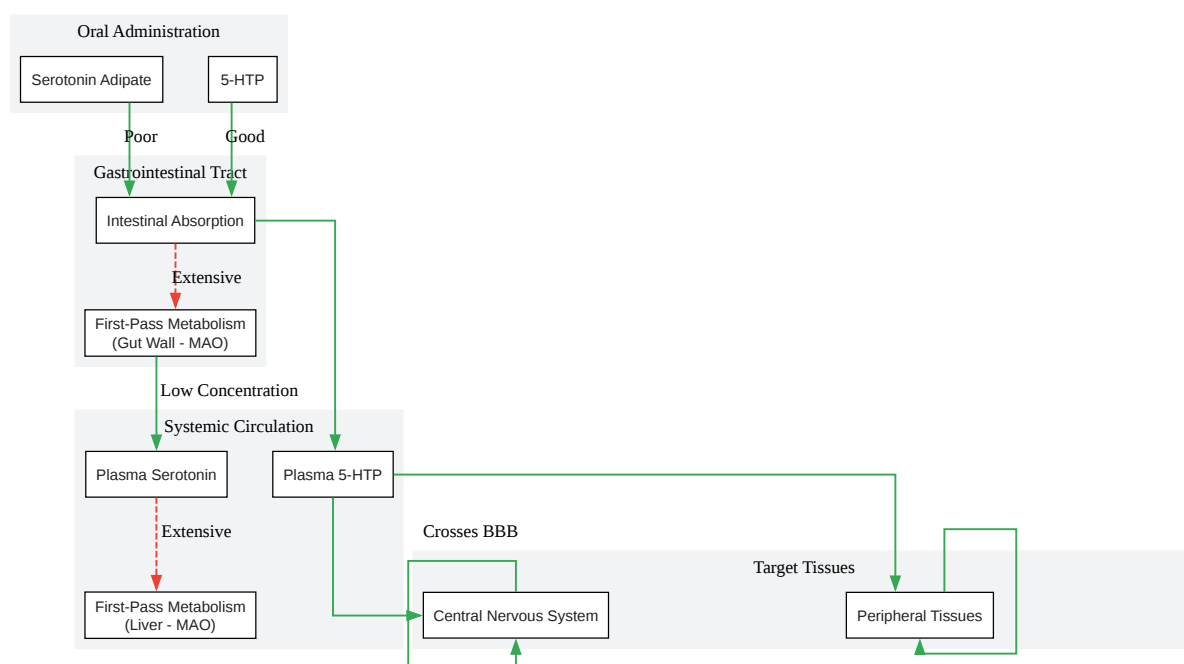 Oral Administration
Serotonin Adipate
5-HTP
Poor
Good
Gastrointestinal Tract
Intestinal Absorption
Extensive
First-Pass Metabolism
(Gut Wall - MAO)
Low Concentration
Systemic Circulation
Plasma Serotonin
Plasma 5-HTP
Extensive
Crosses BBB
Target Tissues
First-Pass Metabolism
(Liver - MAO)
Central Nervous System
Peripheral Tissues